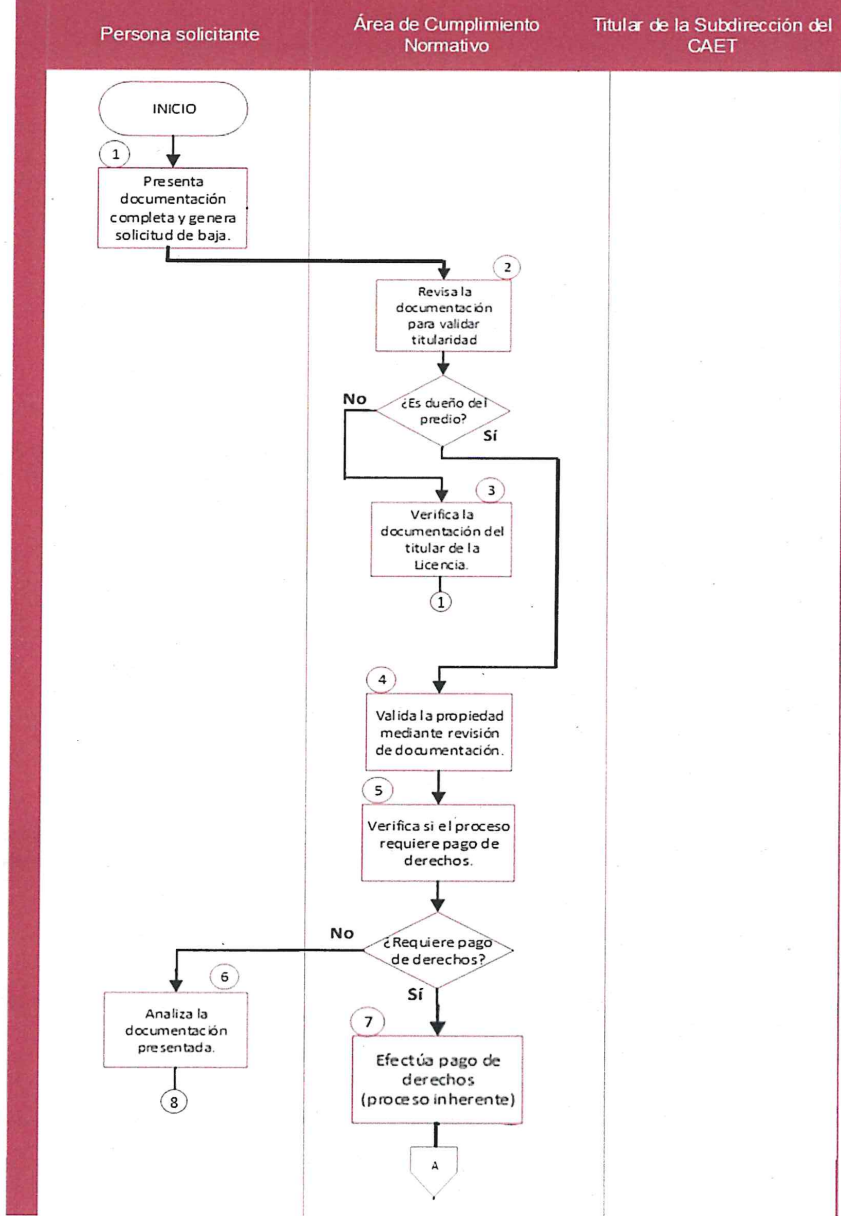 Persona solicitante
Área de Cumplimiento
Normativo
Titular de la Subdirección del
CAET
INICIO
1
Presenta
documentación
completa y genera
solicitud de baja.
2
Revisa la
documentación
para validar
titularidad
No
¿Es dueño del
predio?
Sí
3
Verifica la
documentación del
titular de la
Licencia.
1
4
Valida la propiedad
mediante revisión
de documentación.
5
Verifica si el proceso
requiere pago de
derechos.
No
¿Requiere pago
de derechos?
Sí
6
Analiza la
documentación
presentada.
8
7
Efectúa pago de
derechos
(proceso inherente)
A